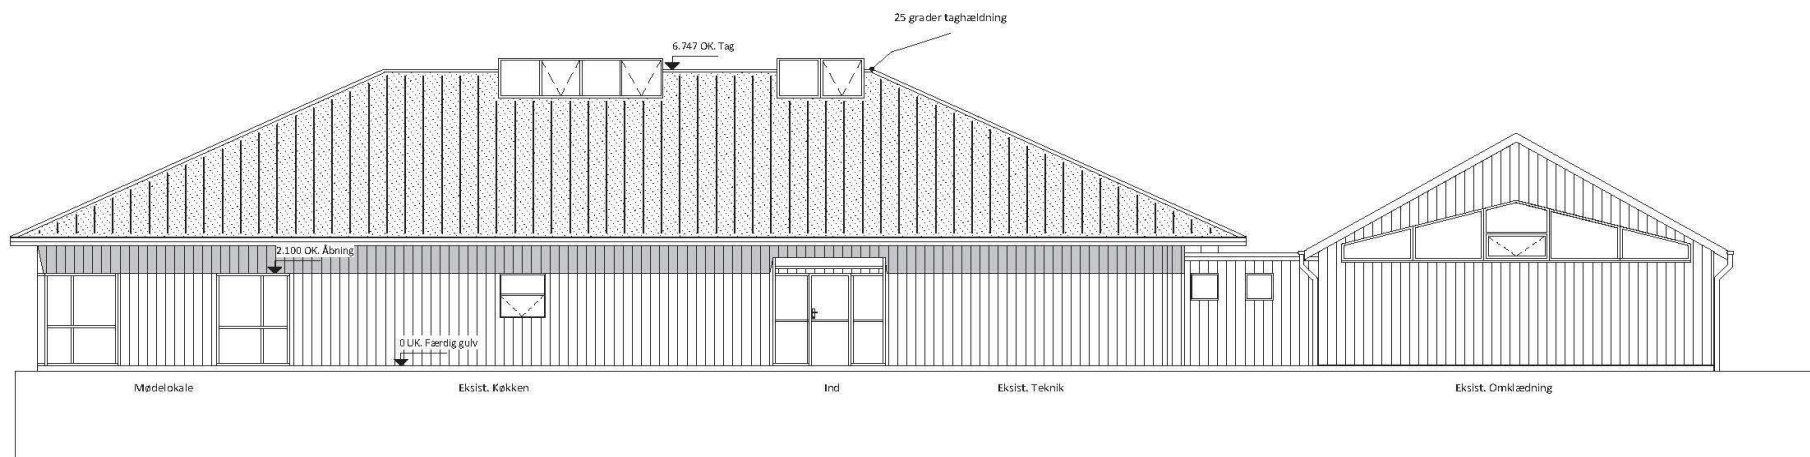 25 grader taghældning
6.747 OK. Tag
2.100 OK. Åbning
0 UK. Færdig gulv
Mødelokale
Eksist. Køkken
Ind
Eksist. Teknik
Eksist. Omklædning